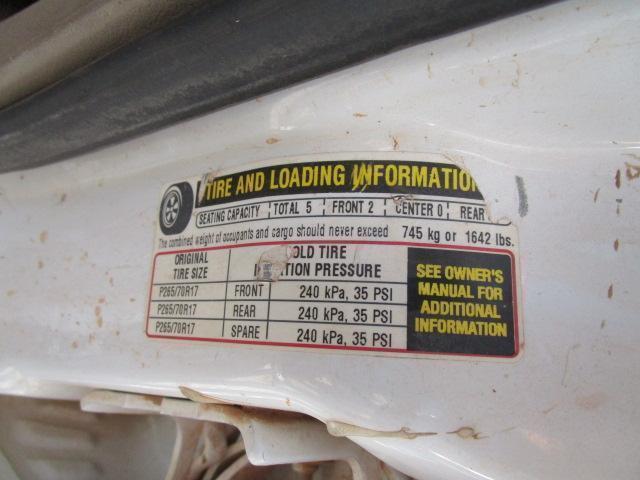 TIRE AND LOADING INFORMATION
SEATING CAPACITY TOTAL 5 FRONT 2 CENTER 0 REAR
The combined weight of occupants and cargo should never exceed 745 kg or 1642 lbs.
ORIGINAL TIRE SIZE
OLD TIRE TION PRESSURE
P265/70R17 FRONT 240 kPa, 35 PSI
P265/70R17 REAR 240 kPa, 35 PSI
P265/70R17 SPARE 240 kPa, 35 PSI
SEE OWNER'S
MANUAL FOR
ADDITIONAL
INFORMATION